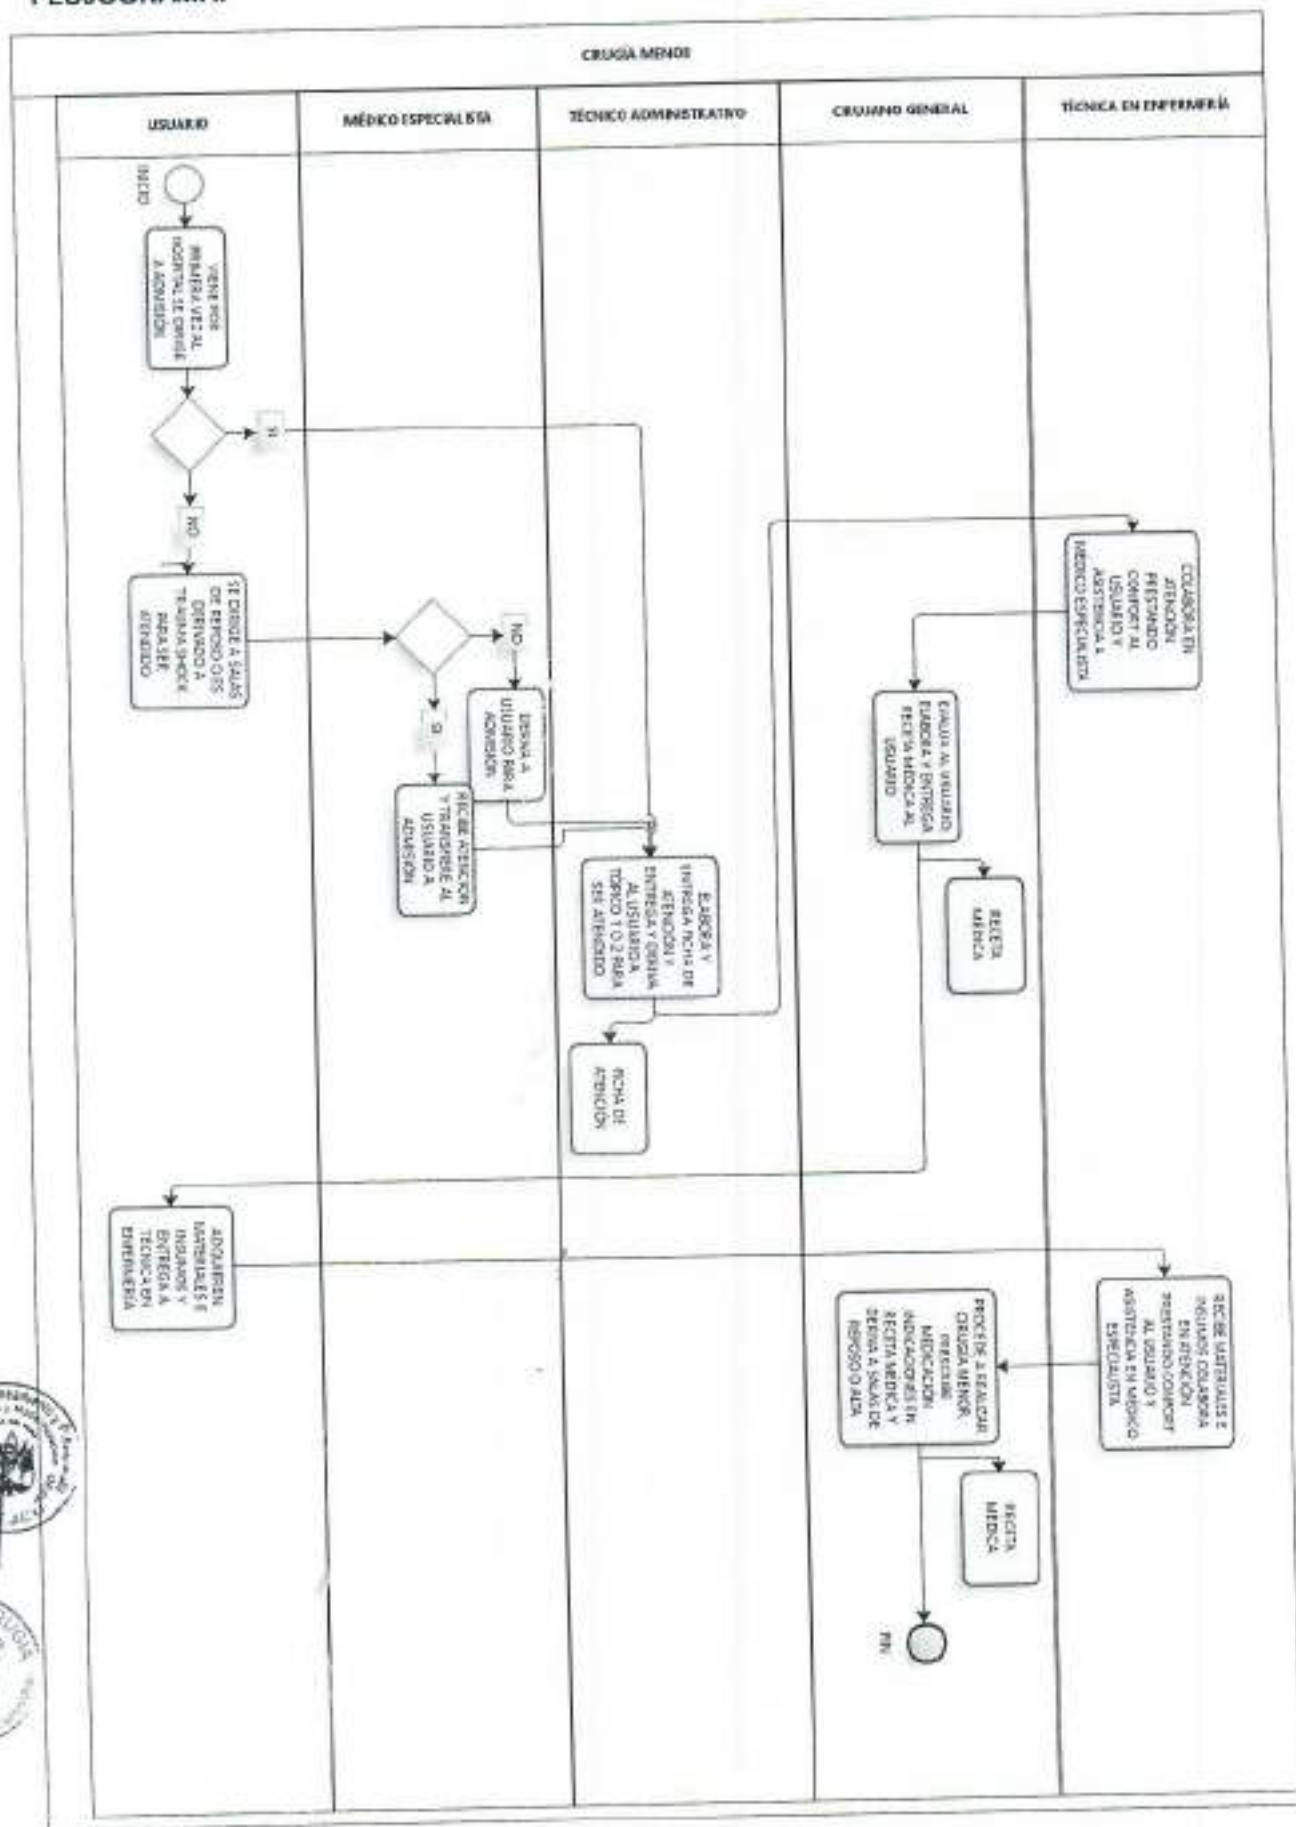 CIRUGÍA MENOR
USUARIO
MÉDICO ESPECIALISTA
TÉCNICO ADMINISTRATIVO
CIRUJANO GENERAL
TÉCNICA EN ENFERMERÍA
INICIO
VIENE POR
PRIMERA VEZ AL
HOSPITAL SE DIRIGE
A ADMISIÓN
SI
NO
SE DIRIGE A SALAS
DE REPOSO O ES
DERIVADO A
TRAUMA SHOCK
PARA SER
ATENDIDO
NO
SI
DERIVA A
USUARIO PARA
ADMISIÓN
RECIBE ATENCION
Y TRANSFIERE AL
USUARIO A
ADMISIÓN
ELABORA Y
ENTREGA FICHA DE
ATENCIÓN Y
ENTREGA Y DERIVA
AL USUARIO A
TÓPICO 1 O 2 PARA
SER ATENDIDO
FICHA DE
ATENCIÓN
COLABORA EN
ATENCIÓN
PRESTANDO
CONFORT AL
USUARIO Y
ASISTENCIA A
MÉDICO ESPECIALISTA
EVALUA AL USUARIO
ELABORA Y ENTREGA
RECETA MÉDICA AL
USUARIO
RECETA
MÉDICA
ADQUIEREN
MATERIALES E
INSUMOS Y
ENTREGA A
TÉCNICA EN
ENFERMERÍA
RECIBE MATERIALES E
INSUMOS COLABORA
EN ATENCIÓN
PRESTANDO CONFORT
AL USUARIO Y
ASISTENCIA EN MÉDICO
ESPECIALISTA
PROCEDE A REALIZAR
CIRUGÍA MENOR,
PRESCRIBE
MEDICACIÓN
INDICACIONES EN
RECETA MEDICA Y
DERIVA A SALAS DE
REPOSO O ALTA
RECETA
MEDICA
FIN